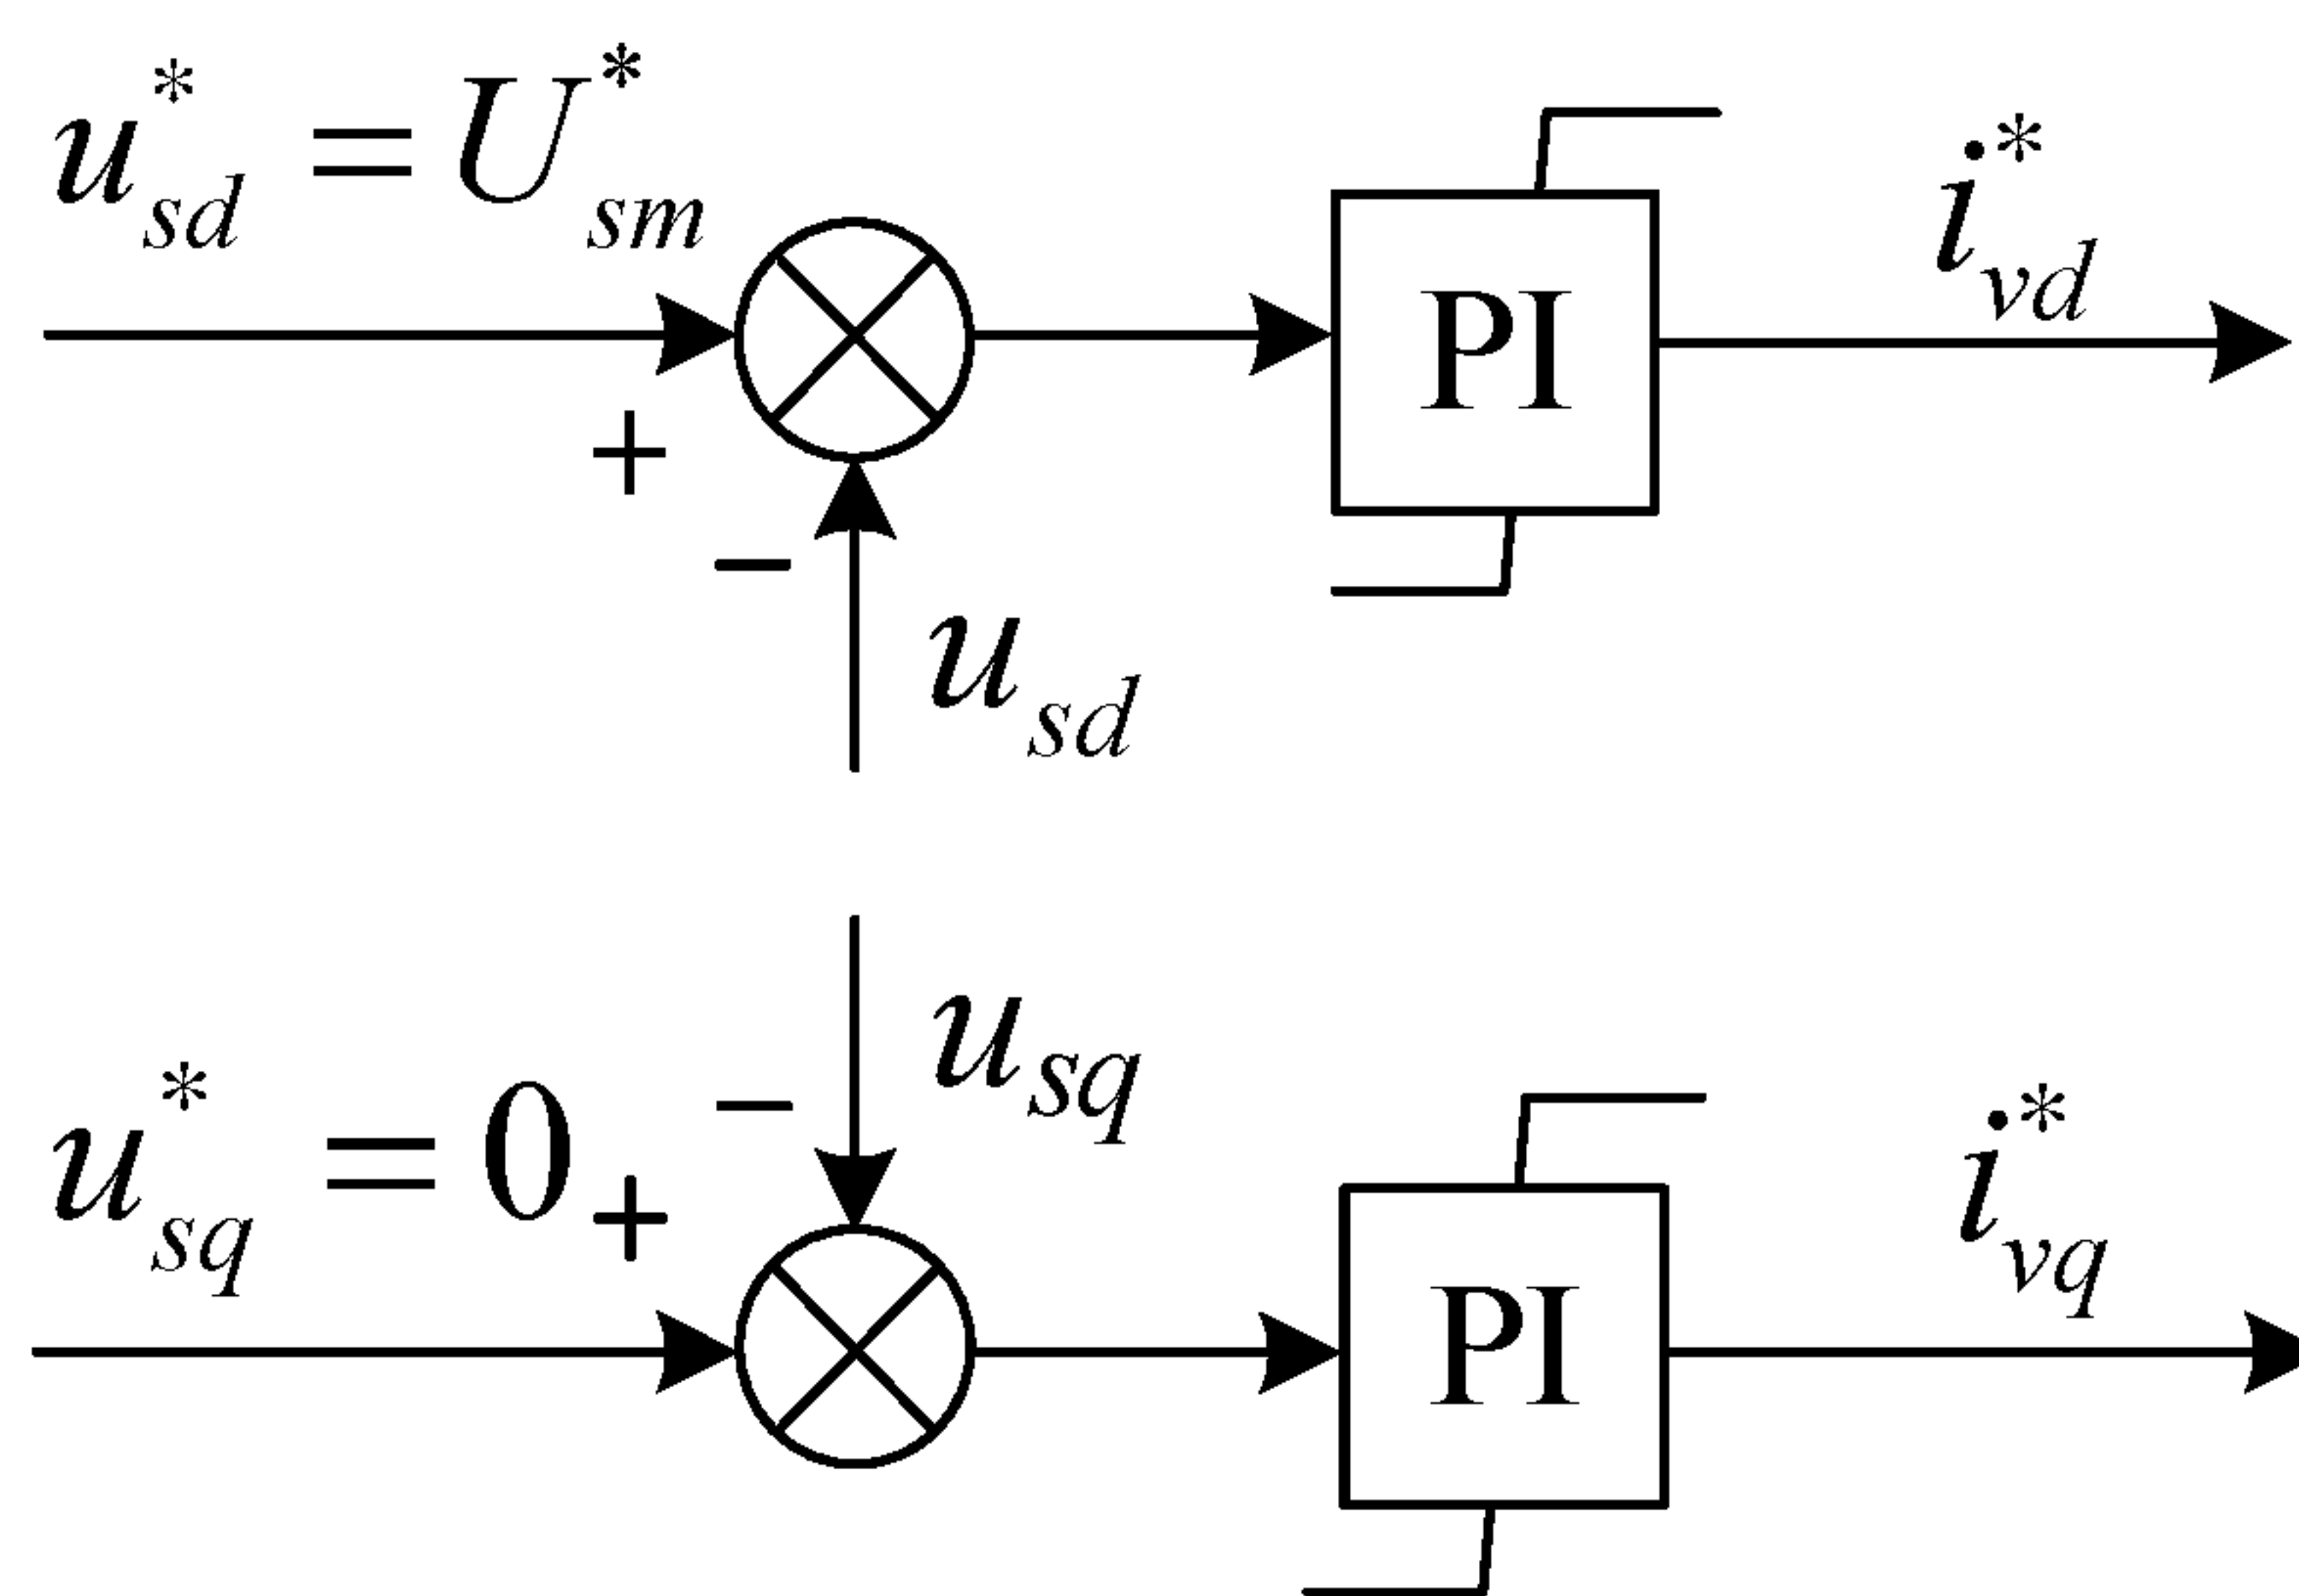 u*sd = U*sm
PI
i*vd
+
−
usd
−
usq
u*sq = 0
+
PI
i*vq